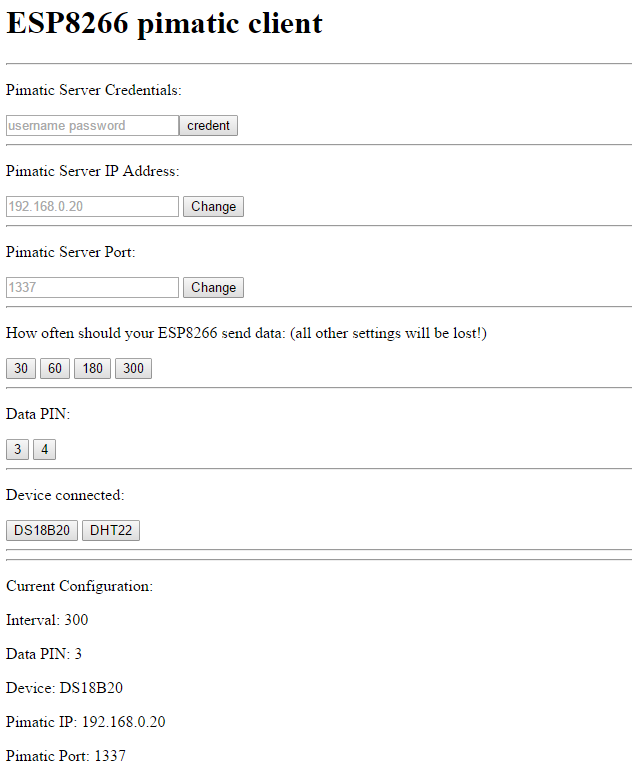 ESP8266 pimatic client
Pimatic Server Credentials:
username password credent
Pimatic Server IP Address:
192.168.0.20 Change
Pimatic Server Port:
1337 Change
How often should your ESP8266 send data: (all other settings will be lost!)
30 60 180 300
Data PIN:
3 4
Device connected:
DS18B20 DHT22
Current Configuration:
Interval: 300
Data PIN: 3
Device: DS18B20
Pimatic IP: 192.168.0.20
Pimatic Port: 1337